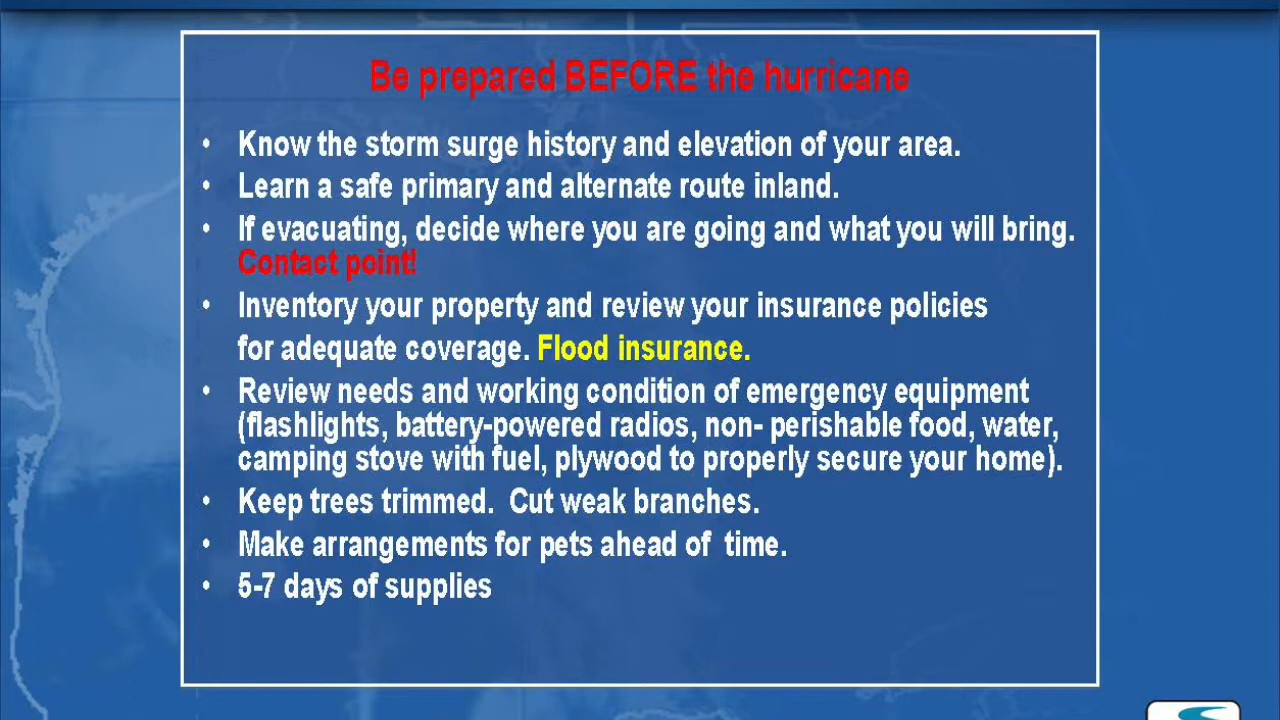 Be prepared BEFORE the hurricane
• Know the storm surge history and elevation of your area.
• Learn a safe primary and alternate route inland.
• If evacuating, decide where you are going and what you will bring.
Contact point!
• Inventory your property and review your insurance policies
for adequate coverage. Flood insurance.
• Review needs and working condition of emergency equipment
(flashlights, battery-powered radios, non- perishable food, water,
camping stove with fuel, plywood to properly secure your home).
• Keep trees trimmed.  Cut weak branches.
• Make arrangements for pets ahead of  time.
• 5-7 days of supplies